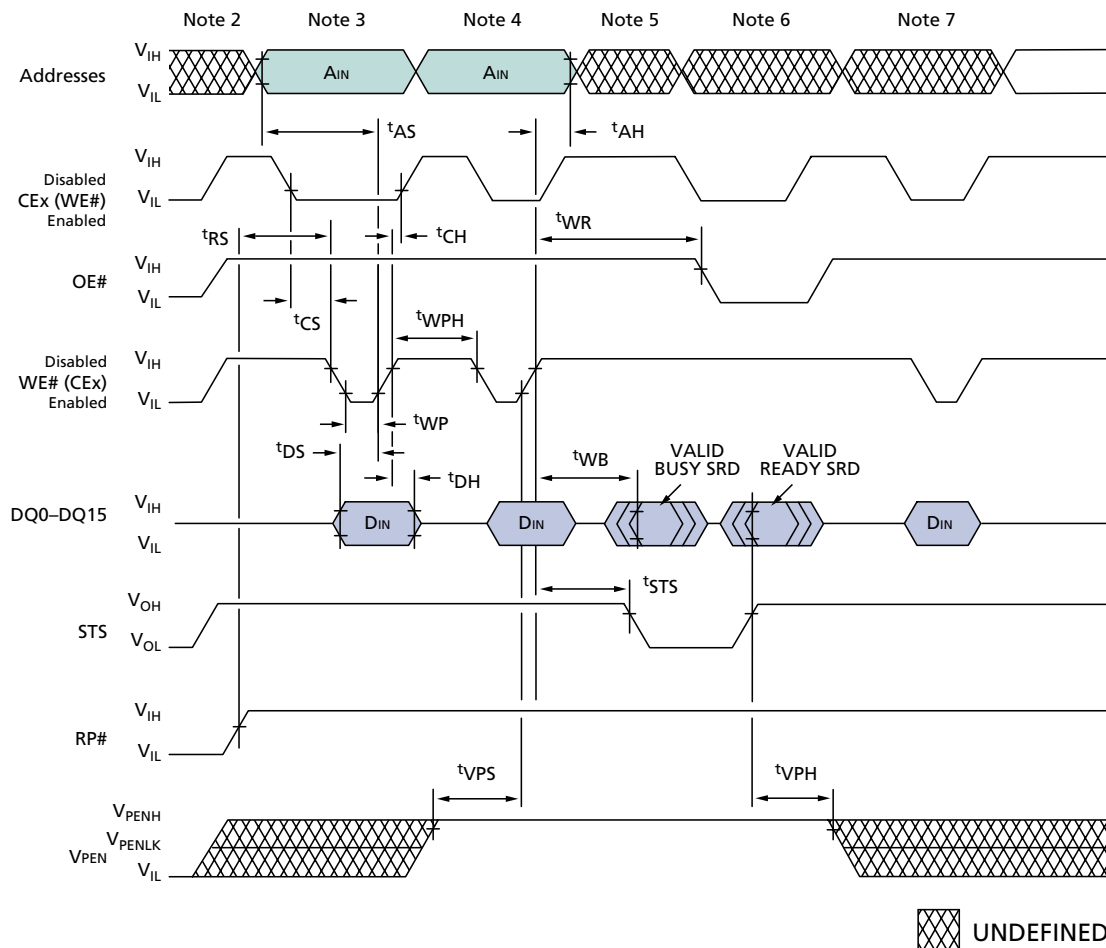 Note 2 Note 3 Note 4 Note 5 Note 6 Note 7
Addresses
VIH
VIL
AIN
AIN
tAS
tAH
Disabled
CEx (WE#)
Enabled
VIH
VIL
tRS
tCH
tWR
OE#
VIH
VIL
tCS
tWPH
Disabled
WE# (CEx)
Enabled
VIH
VIL
tWP
tDS
tDH
tWB
VALID
BUSY SRD
VALID
READY SRD
DQ0–DQ15
VIH
VIL
DIN
DIN
DIN
tSTS
STS
VOH
VOL
RP#
VIH
VIL
tVPS
tVPH
VPENH
VPENLK
VPEN
VIL
UNDEFINED